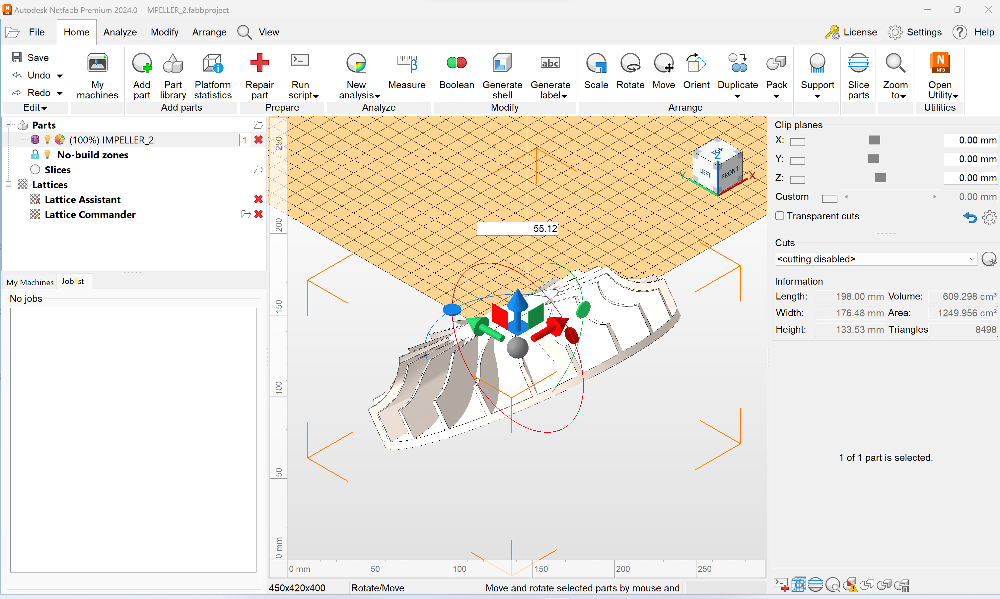 Autodesk Netfabb Premium 2024.0 - IMPELLER_2.fabbproject
File Home Analyze Modify Arrange View License Settings Help
Save
Undo
Redo
Edit
My machines
Add part
Part library
Platform statistics
Add parts
Repair part
Run script
Prepare
New analysis
Measure
Analyze
Boolean
Generate shell
Generate label
abc
Modify
Scale
Rotate
Move
Orient
Duplicate
Pack
Arrange
Support
Slice parts
Zoom to
N
NFB
Open Utility
Utilities
Parts
(100%) IMPELLER_2
1
No-build zones
Slices
Lattices
Lattice Assistant
Lattice Commander
My Machines Joblist
No jobs
250
200
150
100
50
0 mm
0 mm 50 100 150 200 250
TOP
Z
LEFT
FRONT
Y
X
55.12
450x420x400 Rotate/Move Move and rotate selected parts by mouse and
Clip planes
X: 0.00 mm
Y: 0.00 mm
Z: 0.00 mm
Custom 0.00 mm
Transparent cuts
Cuts
<cutting disabled>
Information
Length: 198.00 mm Volume: 609.298 cm³
Width: 176.48 mm Area: 1249.956 cm²
Height: 133.53 mm Triangles 8498
1 of 1 part is selected.